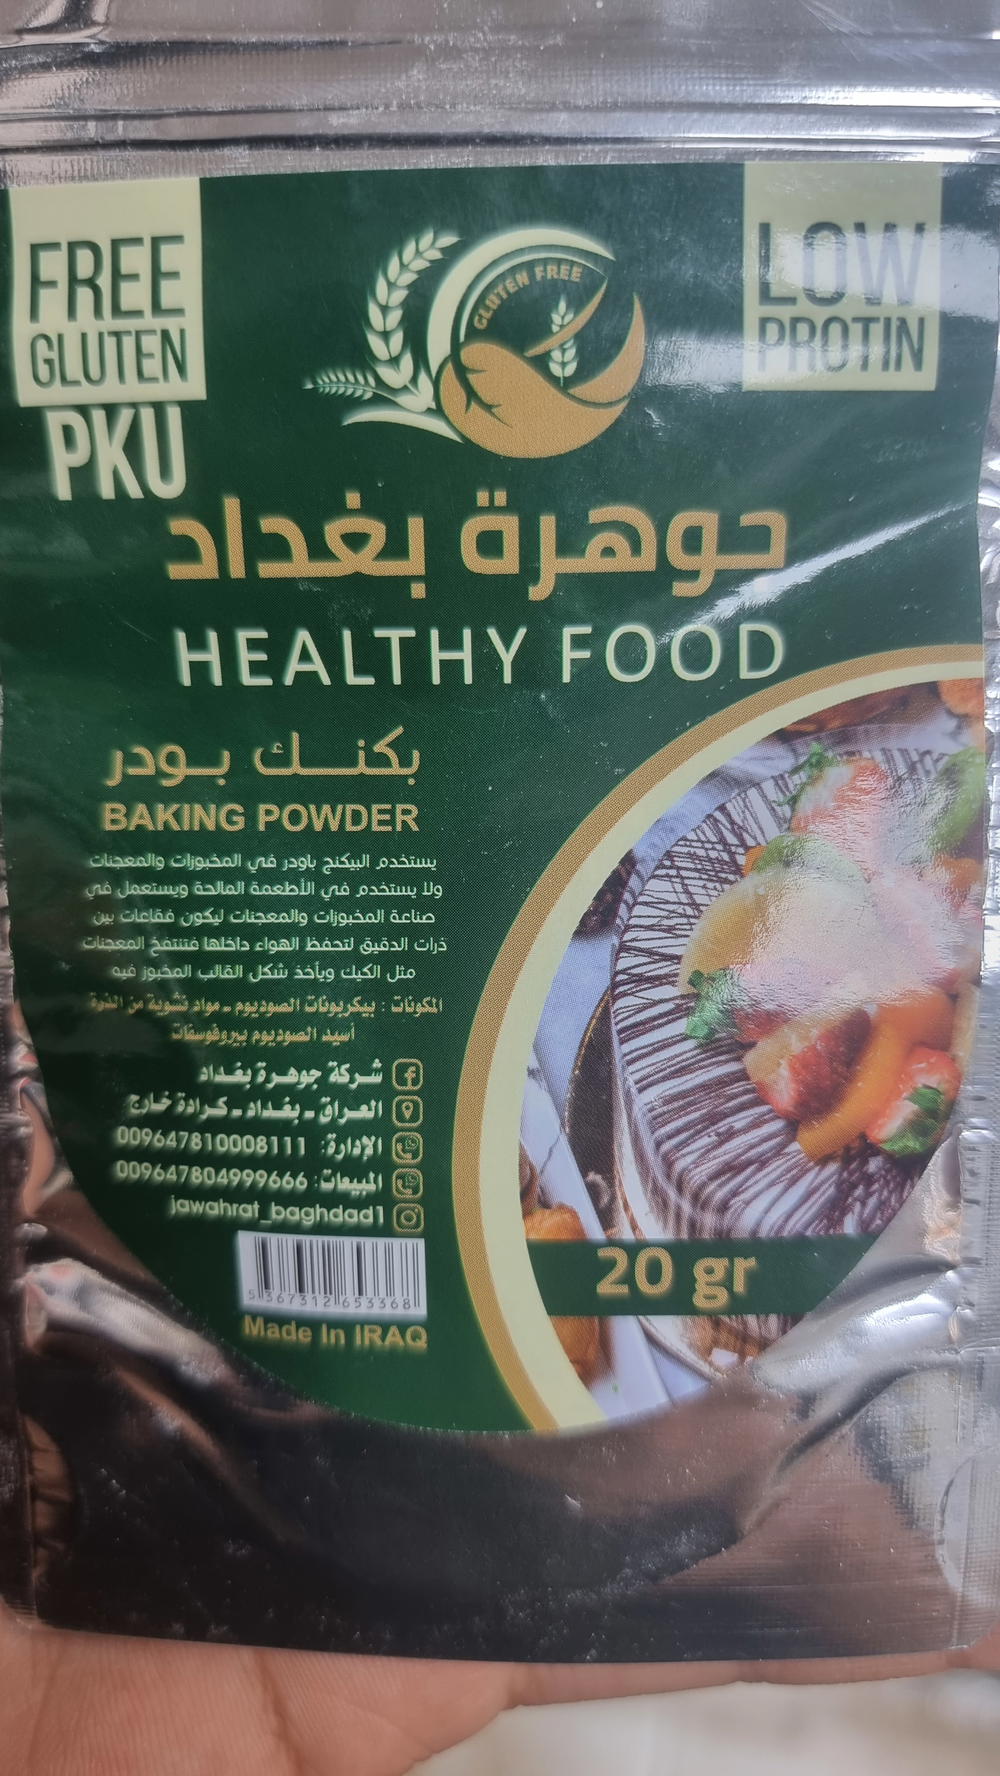 FREE
GLUTEN
PKU
GLUTEN FREE
LOW
PROTIN
جوهرة بغداد
HEALTHY FOOD
بكنـك بـودر
BAKING POWDER
يستخدم البيكنج باودر في المخبوزات والمعجنات
ولا يستخدم في الأطعمة المالحة ويستعمل في
صناعة المخبوزات والمعجنات ليكون فقاعات بين
ذرات الدقيق لتحفظ الهواء داخلها فتنتفخ المعجنات
مثل الكيك ويأخذ شكل القالب المخبوز فيه
المكونات : بيكربونات الصوديوم ـ مواد نشوية من الذرة
أسيد الصوديوم بيروفوسفات
شركة جوهرة بغداد
العراق ـ بغداد ـ كرادة خارج
الإدارة: 009647810008111
المبيعات: 009647804999666
jawahrat_baghdad1
5 367312 653368
Made In IRAQ
20 gr